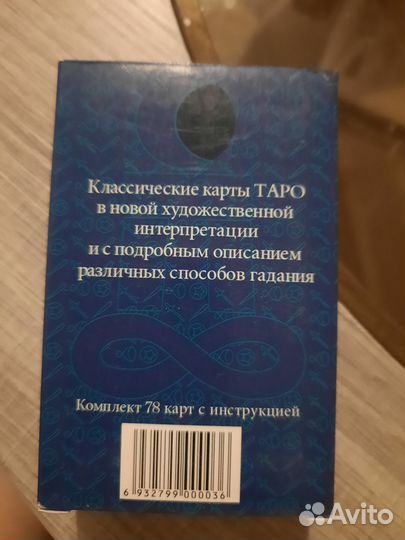 Классические карты ТАРО
в новой художественной
интерпретации
и с подробным описанием
различных способов гадания
Комплект 78 карт с инструкцией
6 932799 000036
Avito